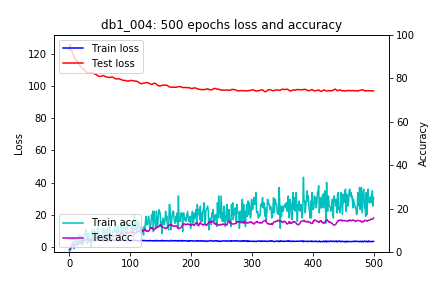 db1_004: 500 epochs loss and accuracy
Train loss
Test loss
Train acc
Test acc
Loss
Accuracy
120
100
80
60
40
20
0
100
80
60
40
20
0
0
100
200
300
400
500